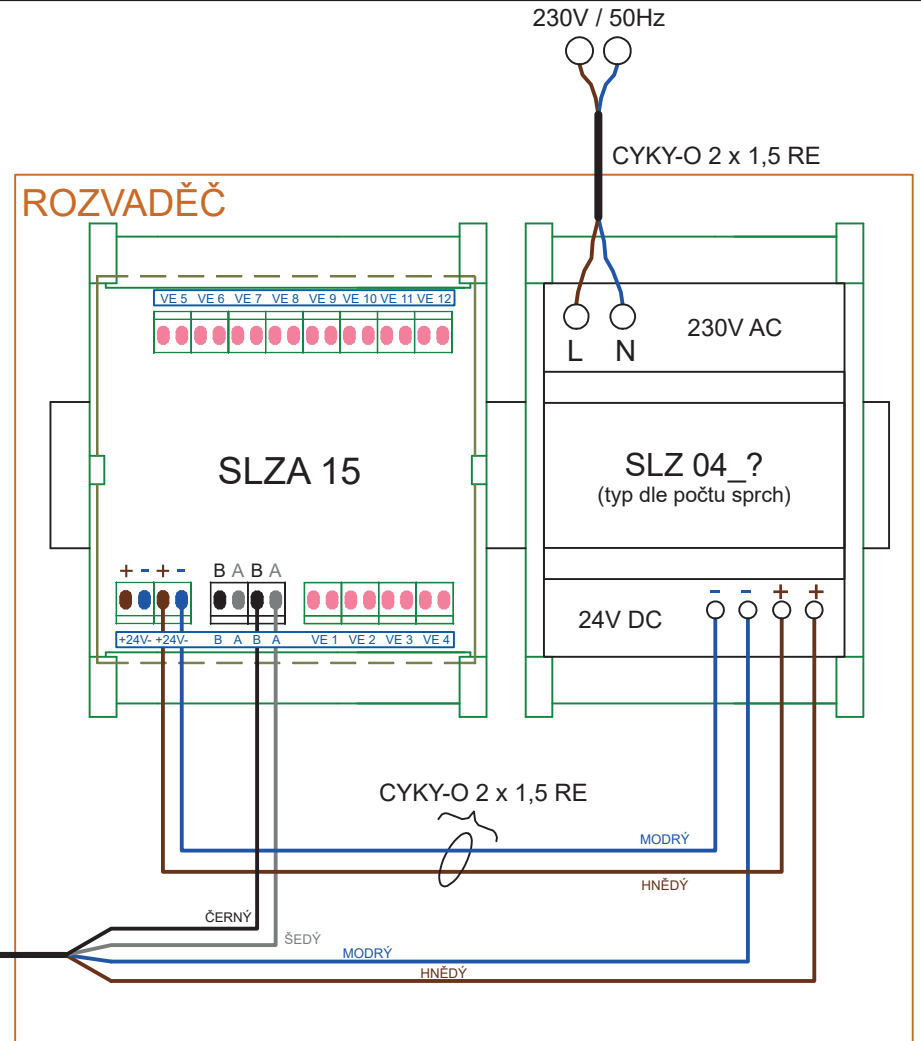 230V / 50Hz
CYKY-O 2 x 1,5 RE
ROZVADĚČ
VE 5 VE 6 VE 7 VE 8 VE 9 VE 10 VE 11 VE 12
230V AC
L N
SLZA 15
SLZ 04_?
(typ dle počtu sprch)
+ - + -
B A B A
- - + +
24V DC
+24V- +24V- B A B A VE 1 VE 2 VE 3 VE 4
CYKY-O 2 x 1,5 RE
MODRÝ
HNĚDÝ
ČERNÝ
ŠEDÝ
MODRÝ
HNĚDÝ